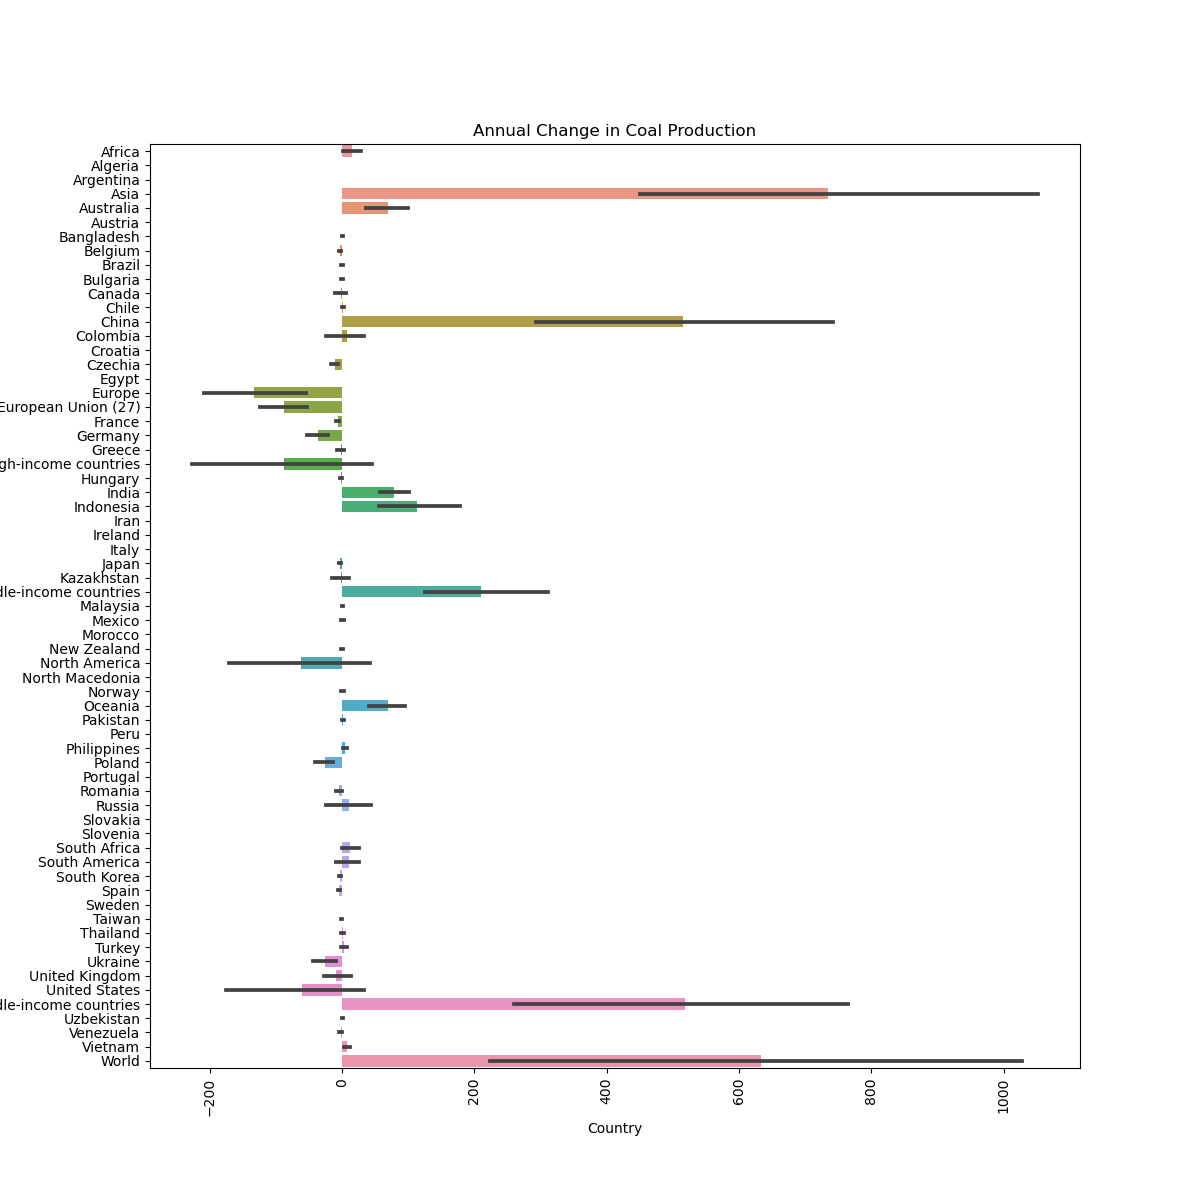 Annual Change in Coal Production
Africa
Algeria
Argentina
Asia
Australia
Austria
Bangladesh
Belgium
Brazil
Bulgaria
Canada
Chile
China
Colombia
Croatia
Czechia
Egypt
Europe
European Union (27)
France
Germany
Greece
gh-income countries
Hungary
India
Indonesia
Iran
Ireland
Italy
Japan
Kazakhstan
dle-income countries
Malaysia
Mexico
Morocco
New Zealand
North America
North Macedonia
Norway
Oceania
Pakistan
Peru
Philippines
Poland
Portugal
Romania
Russia
Slovakia
Slovenia
South Africa
South America
South Korea
Spain
Sweden
Taiwan
Thailand
Turkey
Ukraine
United Kingdom
United States
dle-income countries
Uzbekistan
Venezuela
Vietnam
World
−200
0
200
400
600
800
1000
Country